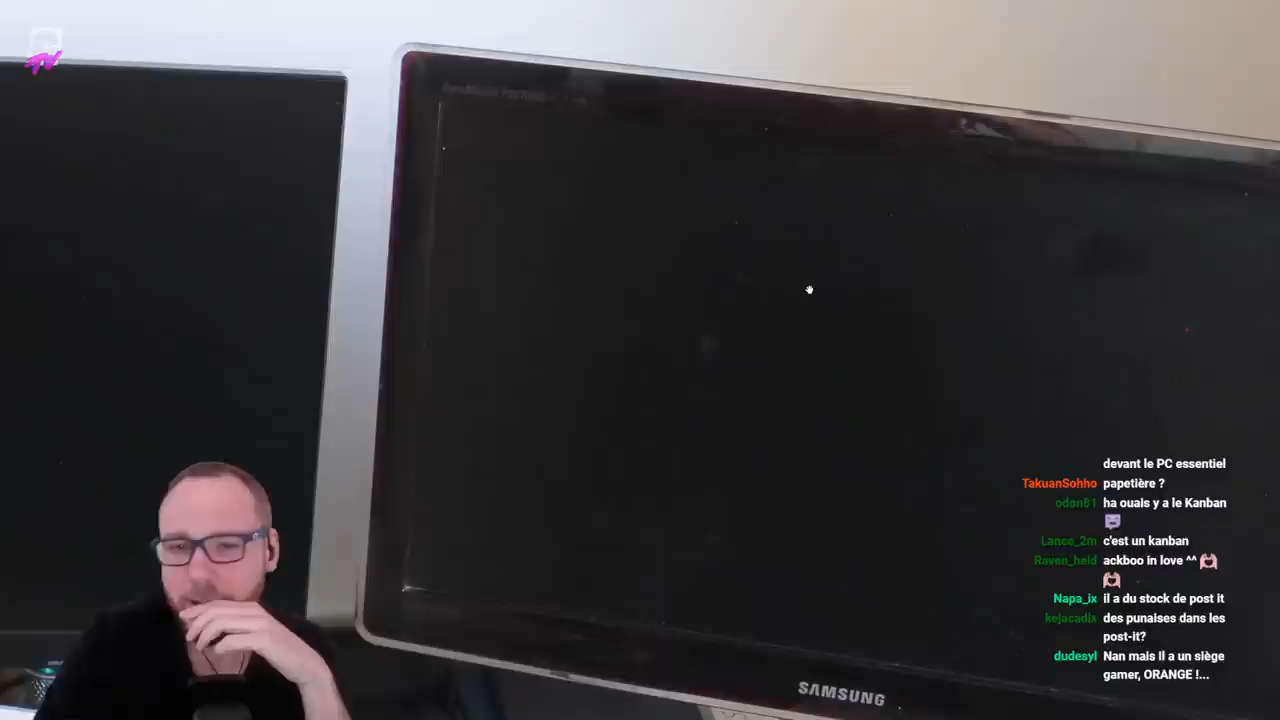 devant le PC essentiel
TakuanSohho papetière ?
odon81 ha ouais y a le Kanban
Lance_2m c'est un kanban
Raven_held ackboo in love ^^
Napa_ix il a du stock de post it
kejacadix des punaises dans les
post-it?
dudesyl Nan mais Il a un siège
gamer, ORANGE !...
SAMSUNG